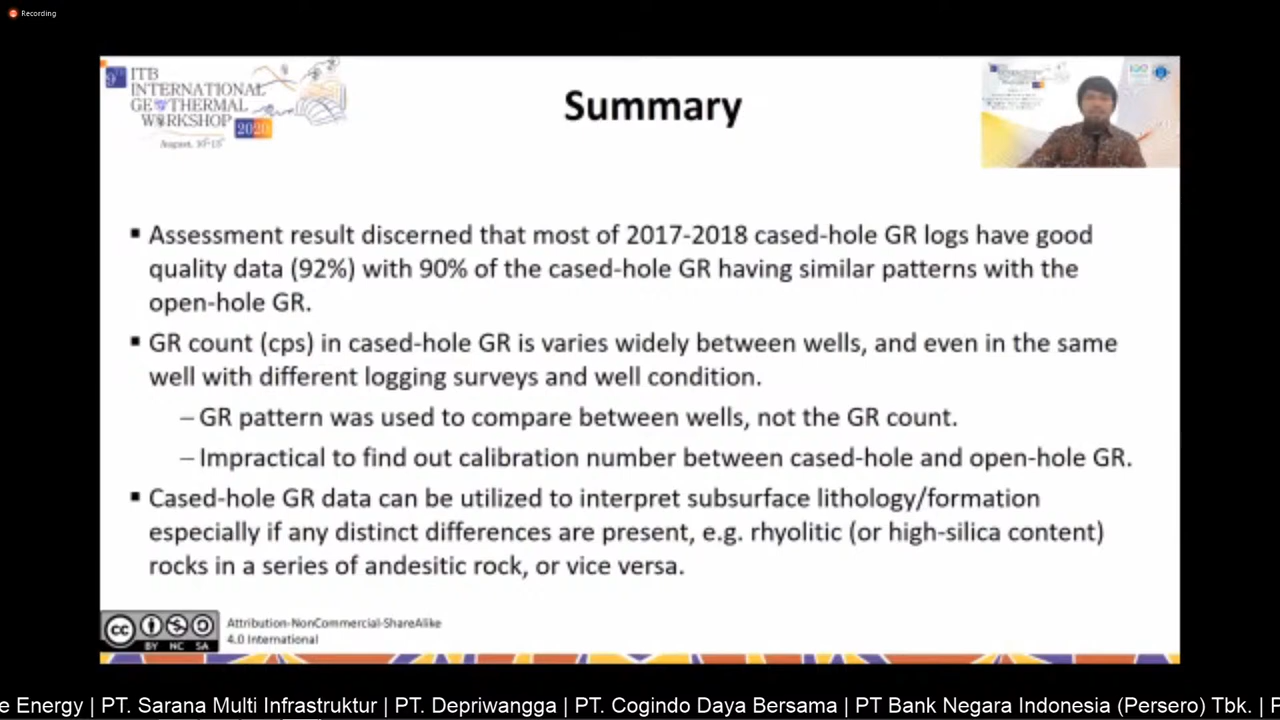 Recording
9TH ITB
INTERNATIONAL
GEOTHERMAL
WORKSHOP
2020
Summary
▪ Assessment result discerned that most of 2017-2018 cased-hole GR logs have good
quality data (92%) with 90% of the cased-hole GR having similar patterns with the
open-hole GR.
▪ GR count (cps) in cased-hole GR is varies widely between wells, and even in the same
well with different logging surveys and well condition.
– GR pattern was used to compare between wells, not the GR count.
– Impractical to find out calibration number between cased-hole and open-hole GR.
▪ Cased-hole GR data can be utilized to interpret subsurface lithology/formation
especially if any distinct differences are present, e.g. rhyolitic (or high-silica content)
rocks in a series of andesitic rock, or vice versa.
cc BY NC SA
Attribution-NonCommercial-ShareAlike
4.0 International
e Energy | PT. Sarana Multi Infrastruktur | PT. Depriwangga | PT. Cogindo Daya Bersama | PT Bank Negara Indonesia (Persero) Tbk. |